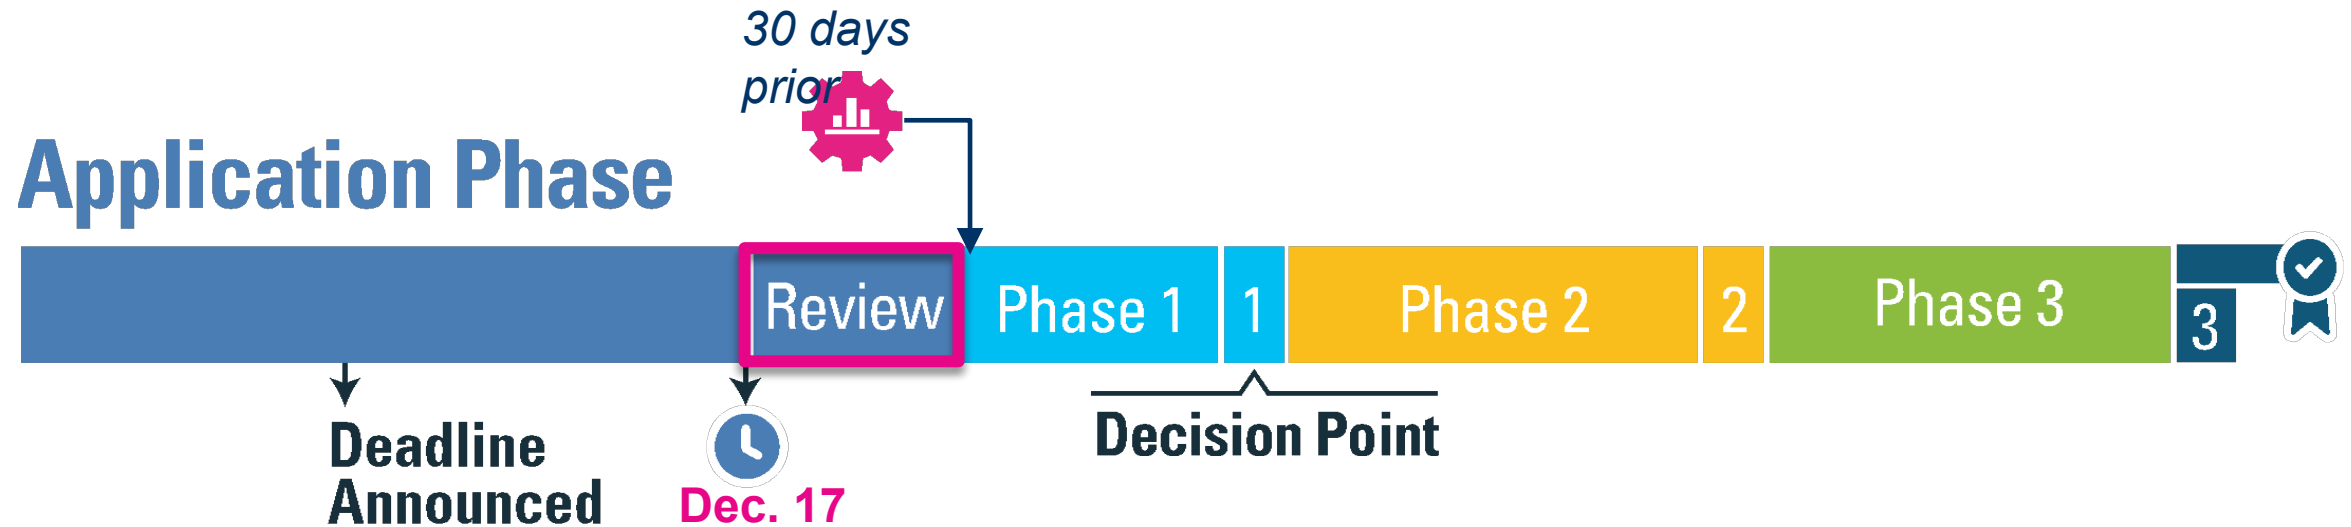 30 days
prior
Application Phase
Review
Phase 1
1
Phase 2
2
Phase 3
3
Deadline
Announced
Dec. 17
Decision Point